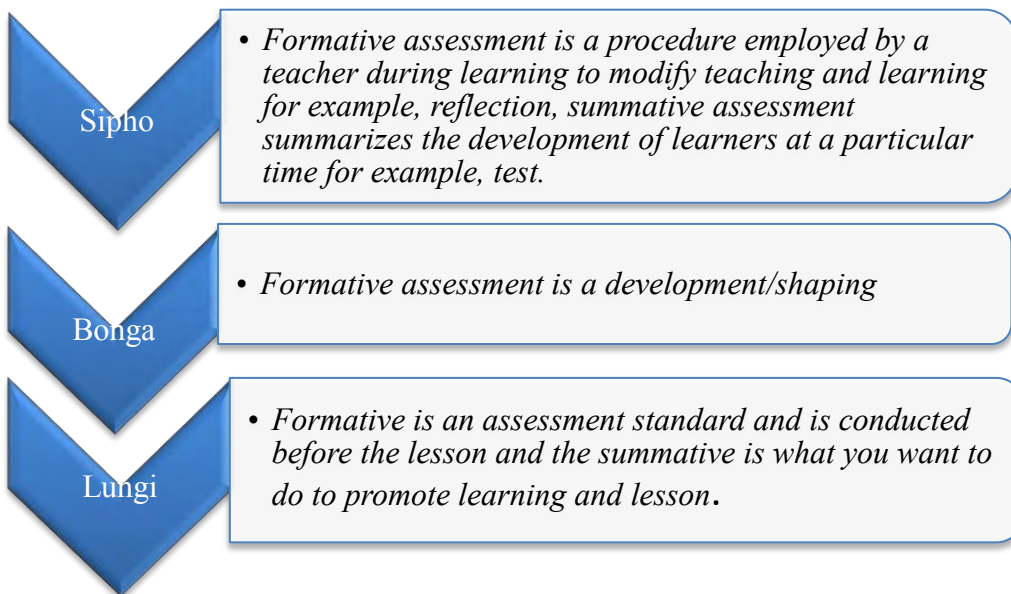 Sipho
• Formative assessment is a procedure employed by a
teacher during learning to modify teaching and learning
for example, reflection, summative assessment
summarizes the development of learners at a particular
time for example, test.
Bonga
• Formative assessment is a development/shaping
Lungi
• Formative is an assessment standard and is conducted
before the lesson and the summative is what you want to
do to promote learning and lesson.